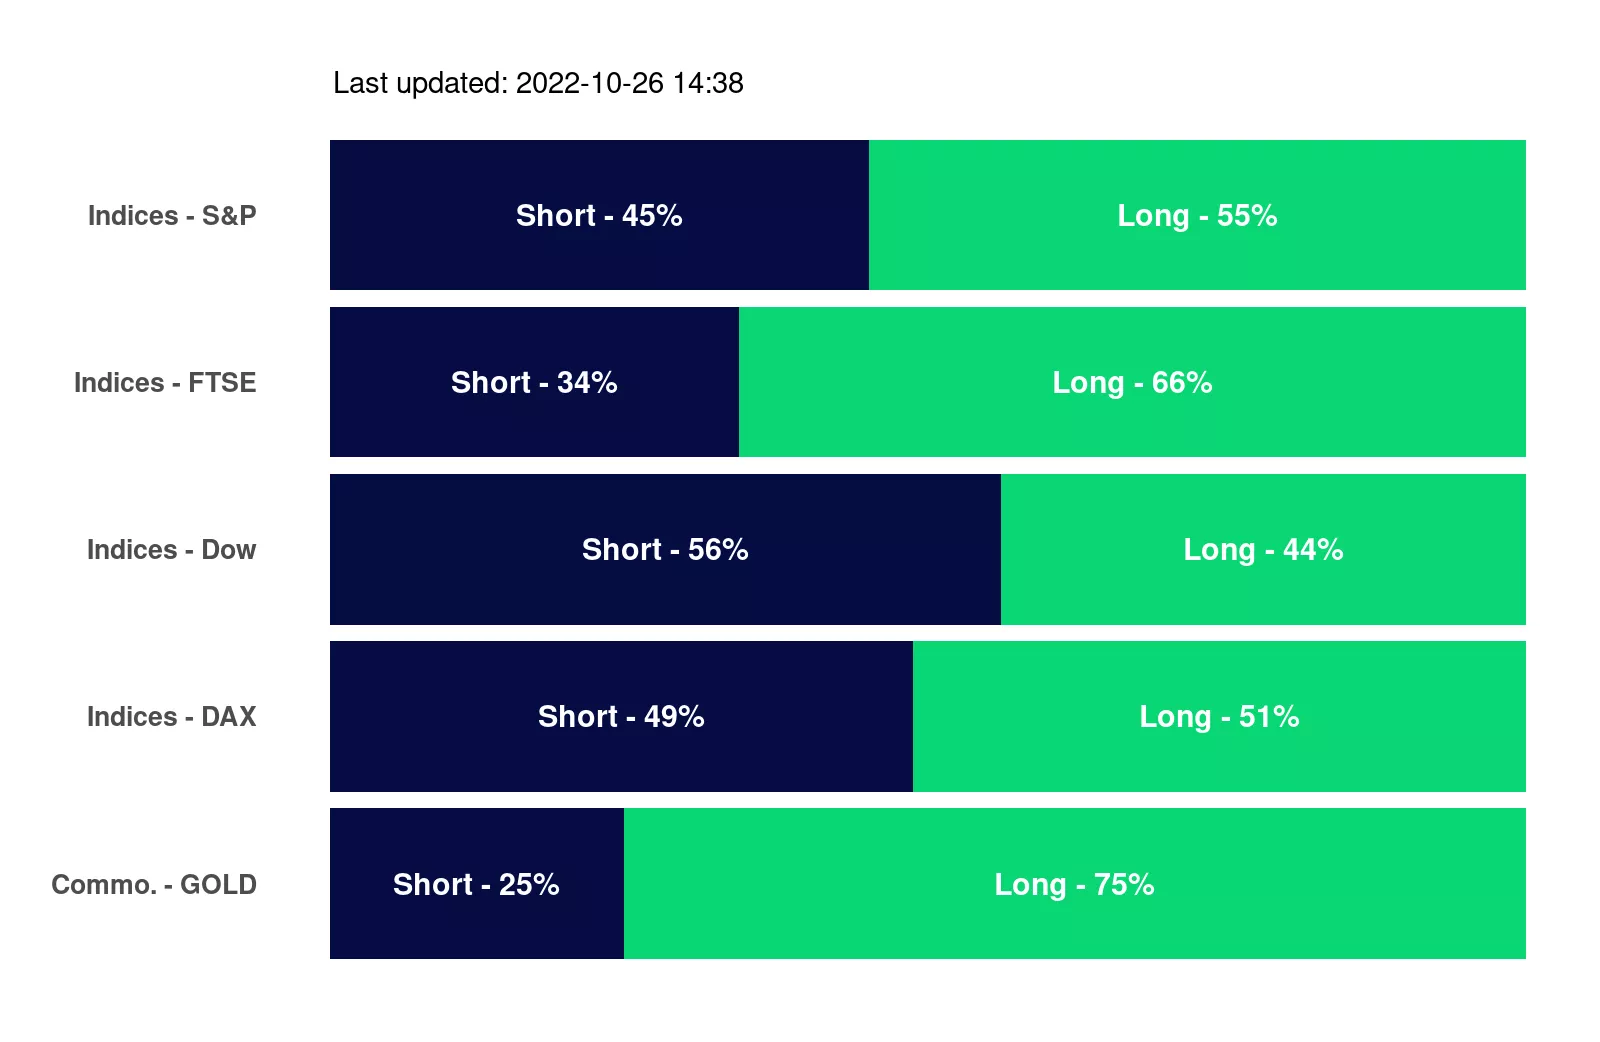 Last updated: 2022-10-26 14:38
Indices - S&P Short - 45% Long - 55%
Indices - FTSE Short - 34% Long - 66%
Indices - Dow Short - 56% Long - 44%
Indices - DAX Short - 49% Long - 51%
Commo. - GOLD Short - 25% Long - 75%